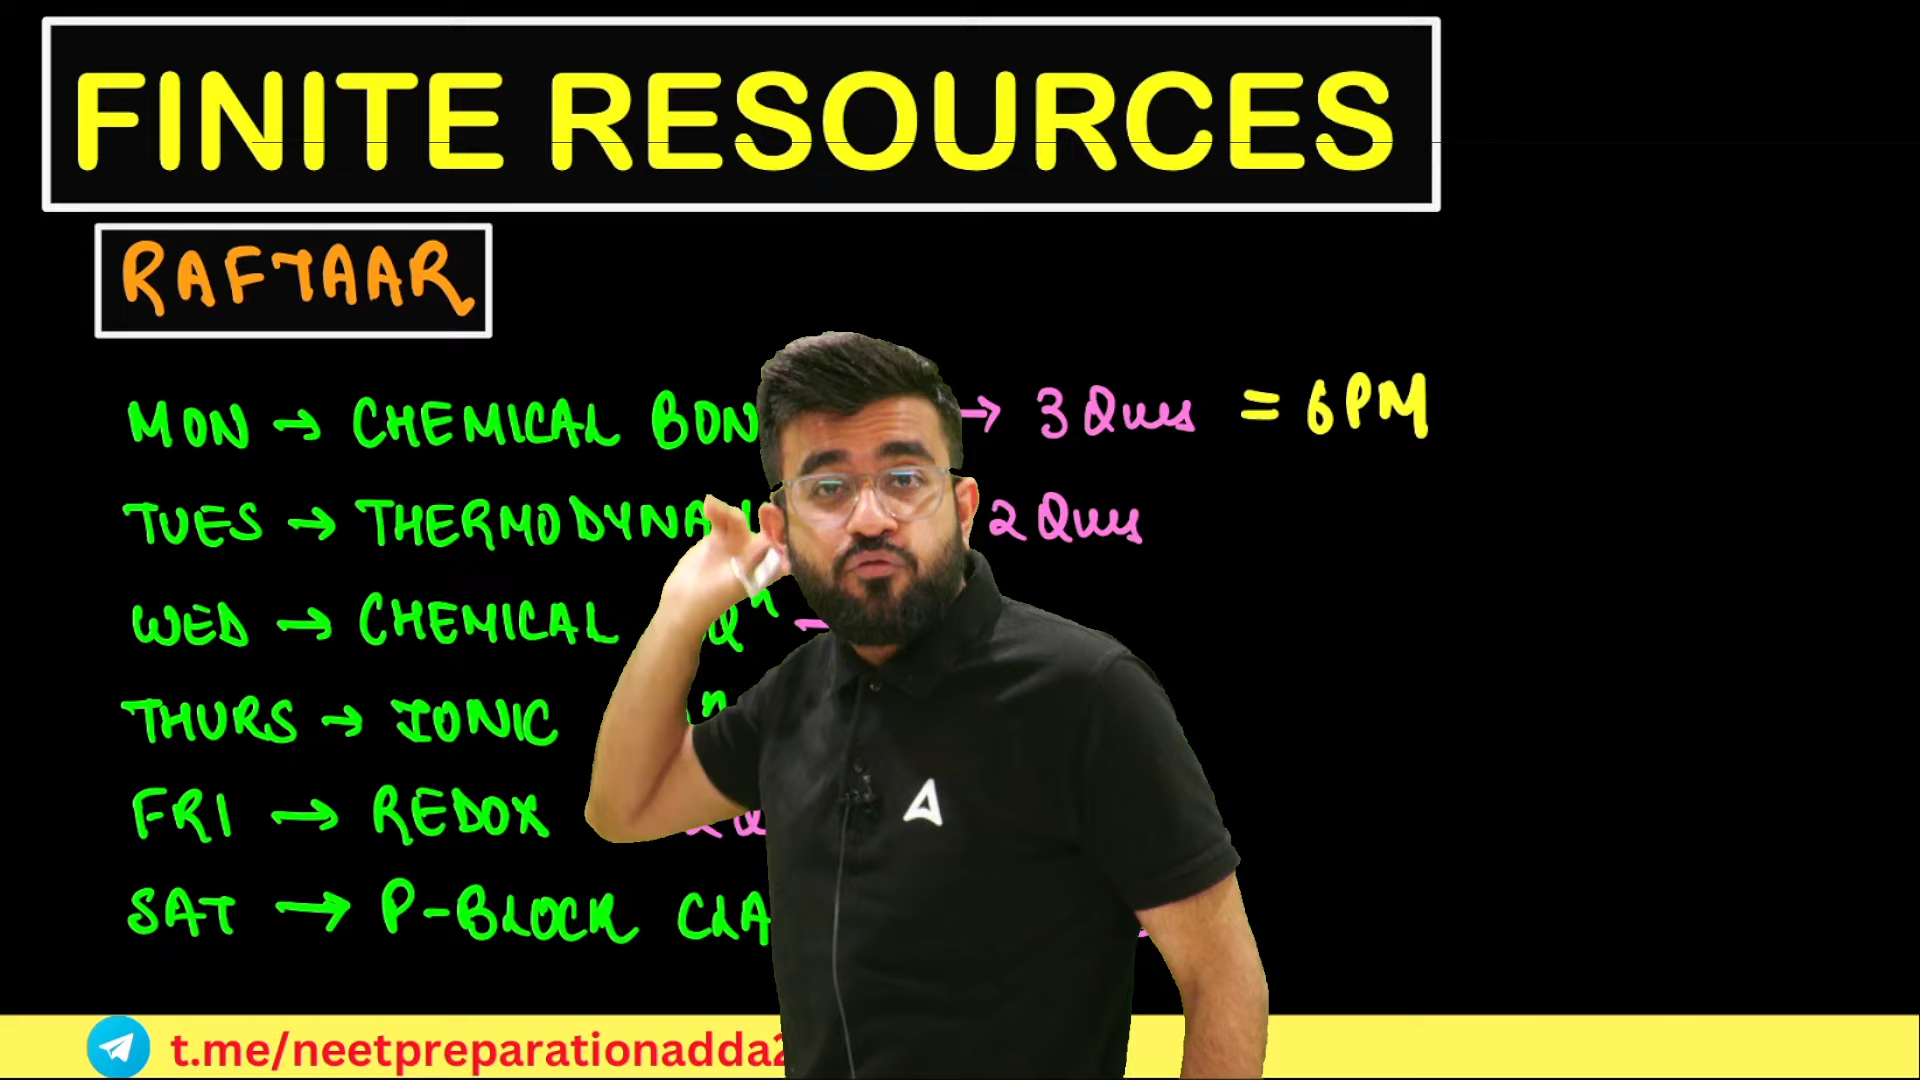 FINITE RESOURCES
RAFTAAR
MON → CHEMICAL BON → 3 Ques = 6PM
TUES → THERMODYNA 2 Ques
WED → CHEMICAL
THURS → IONIC
FRI → REDOX
SAT → P-BLOCK CLA
t.me/neetpreparationadda2